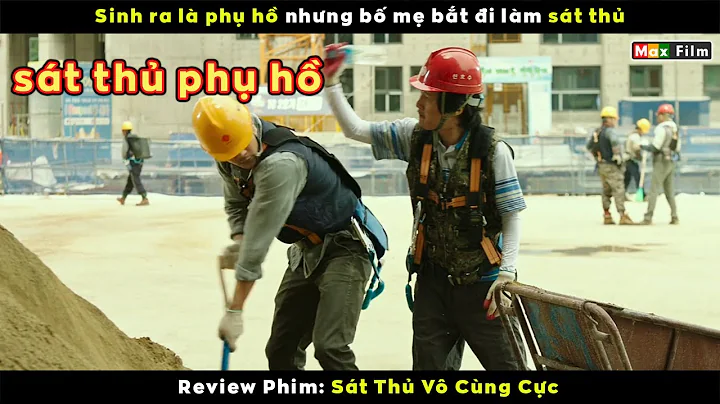 Sinh ra là phụ hồ nhưng bố mẹ bắt đi làm sát thủ
Max Film
sát thủ phụ hồ
Review Phim: Sát Thủ Vô Cùng Cực